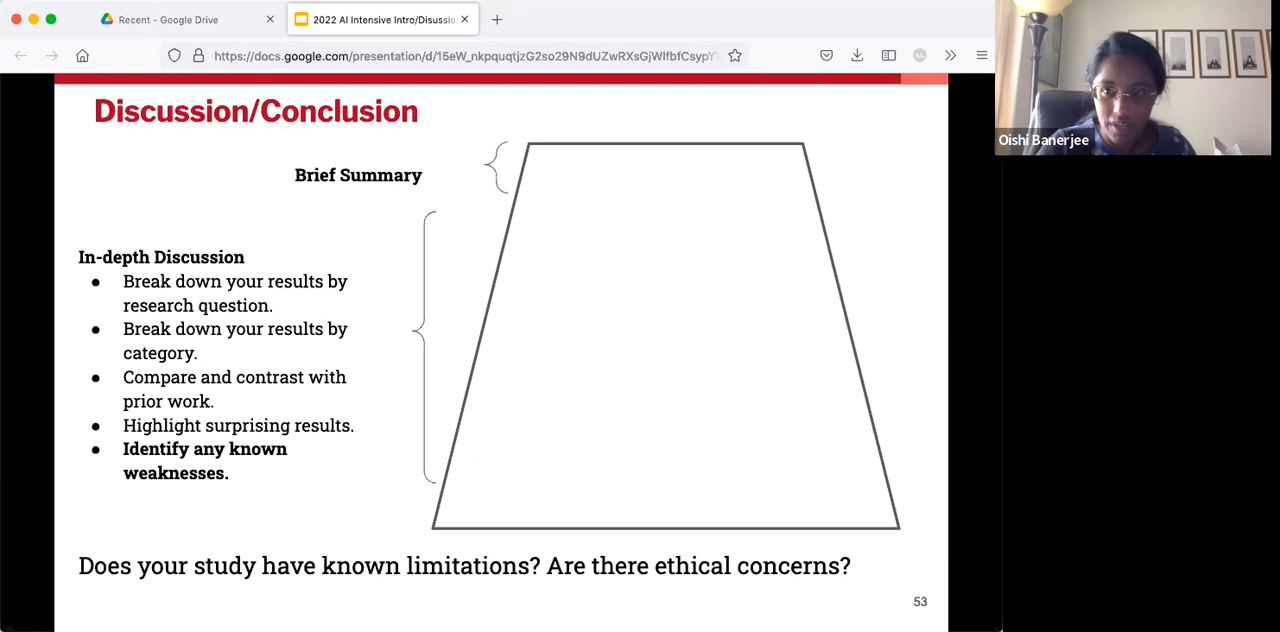 Recent - Google Drive
2022 AI Intensive Intro/Disussio
https://docs.google.com/presentation/d/15eW_nkpquqtjzG2so29N9dUZwRXsGjWlfbfCsypY
Discussion/Conclusion
Oishi Banerjee
Brief Summary
In-depth Discussion
● Break down your results by
research question.
● Break down your results by
category.
● Compare and contrast with
prior work.
● Highlight surprising results.
● Identify any known
weaknesses.
Does your study have known limitations? Are there ethical concerns?
53